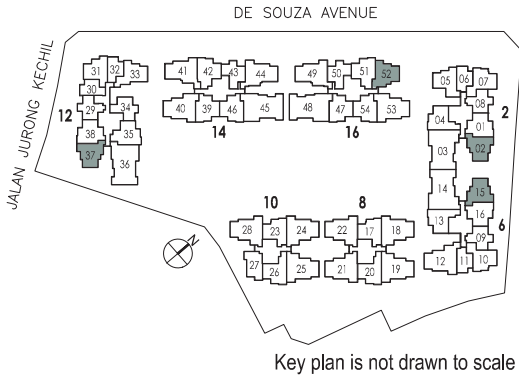 DE SOUZA AVENUE
JALAN JURONG KECHIL
31 32 33 41 42 43 44 49 50 51 52 05 06 07
30 08
29 34 40 39 46 45 48 47 54 53 04 01 2
12 38 35 14 16 03 02
37 36
14 15
10 8 13 16 6
28 23 24 22 17 18 09
27 26 25 21 20 19 12 11 10
N
Key plan is not drawn to scale